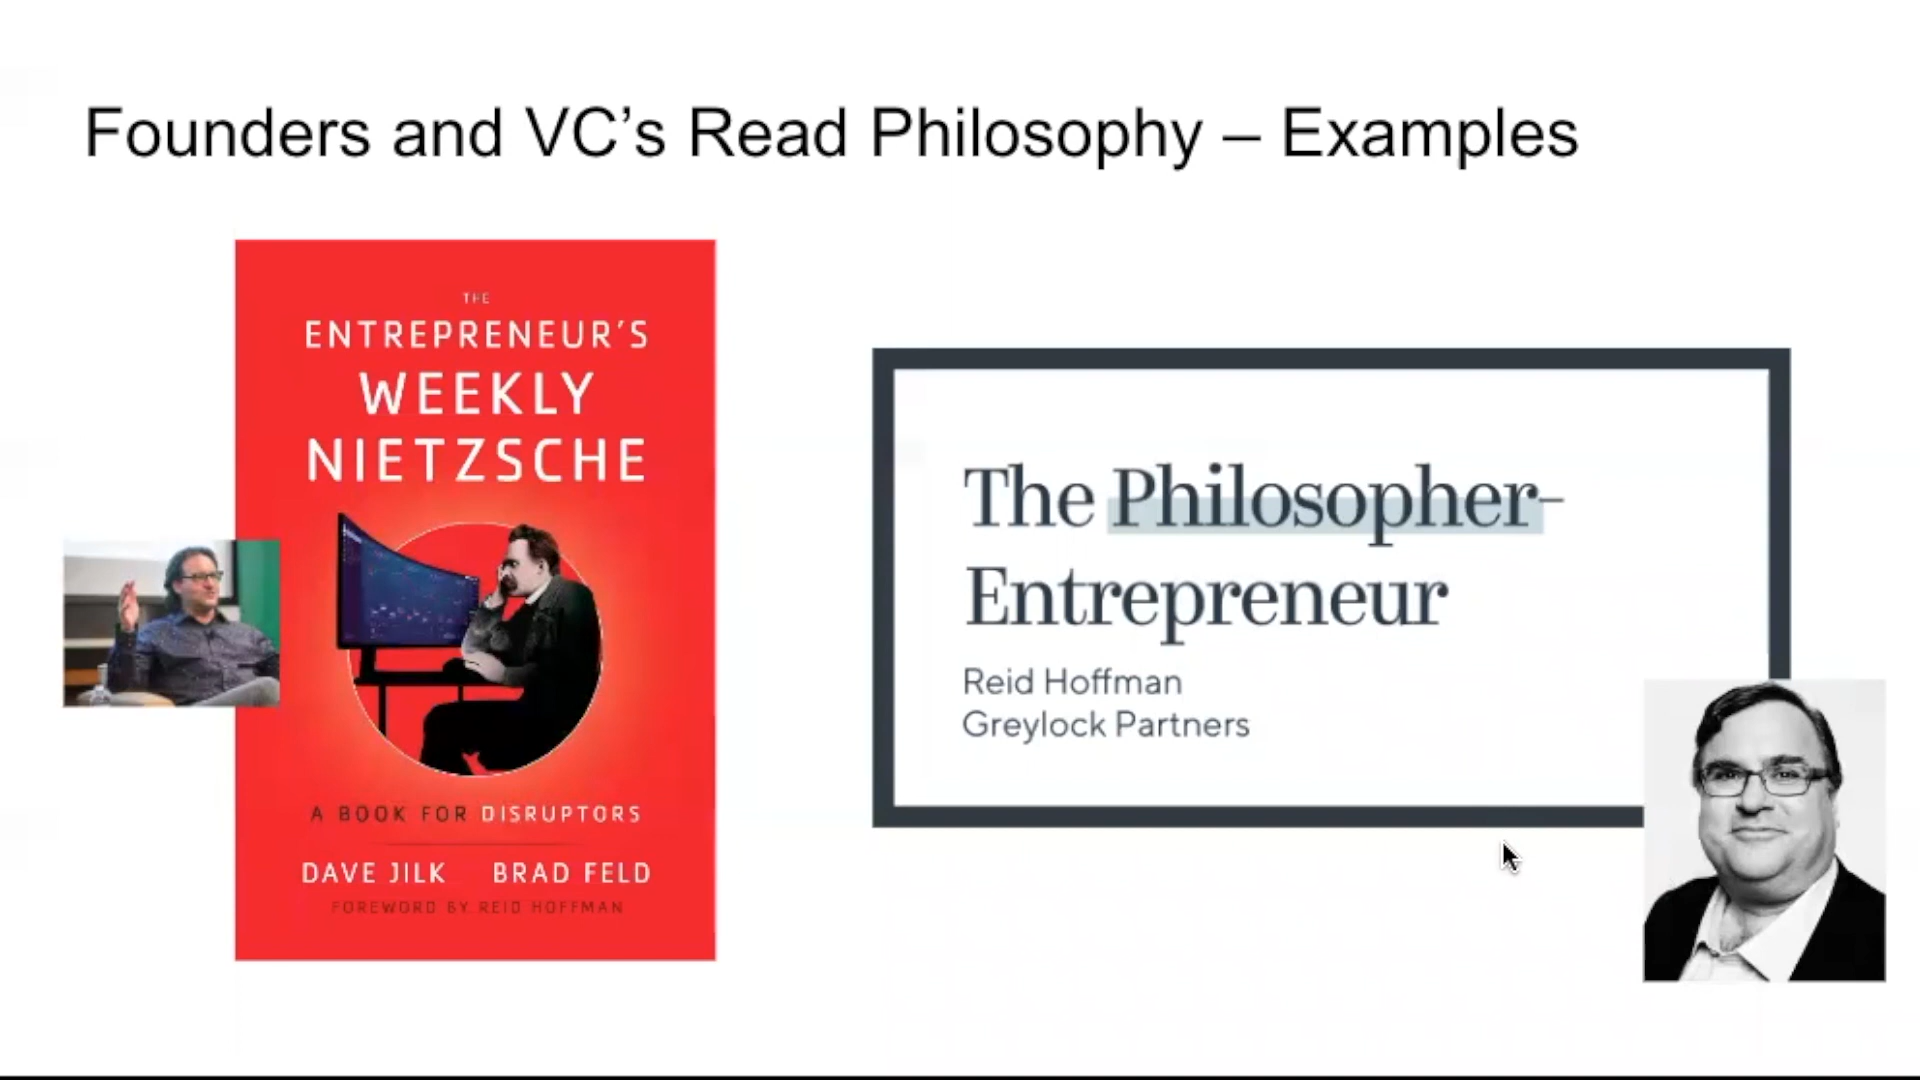 Founders and VC’s Read Philosophy – Examples
THE
ENTREPRENEUR’S
WEEKLY
NIETZSCHE
A BOOK FOR DISRUPTORS
DAVE JILK BRAD FELD
FOREWORD BY REID HOFFMAN
The Philosopher-
Entrepreneur
Reid Hoffman
Greylock Partners